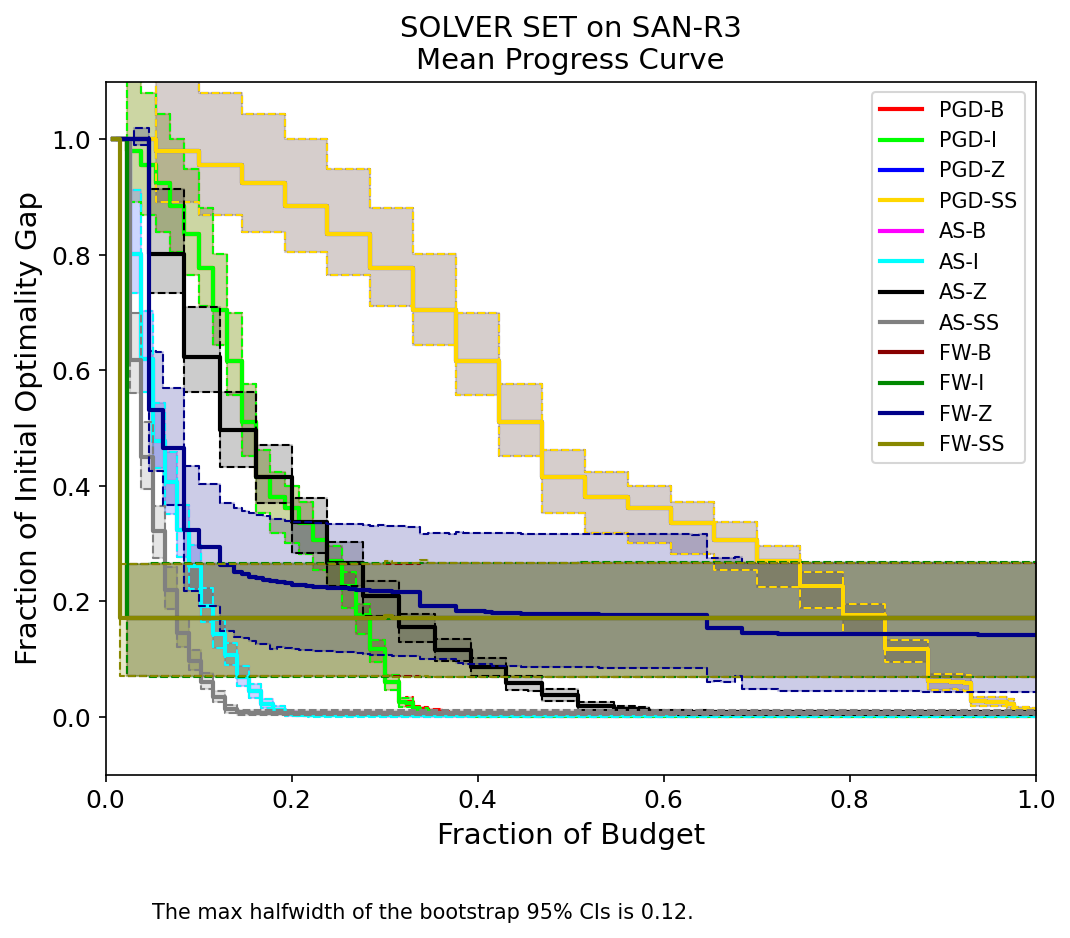 SOLVER SET on SAN-R3
Mean Progress Curve
Fraction of Initial Optimality Gap
1.0
0.8
0.6
0.4
0.2
0.0
0.0
0.2
0.4
0.6
0.8
1.0
Fraction of Budget
PGD-B
PGD-I
PGD-Z
PGD-SS
AS-B
AS-I
AS-Z
AS-SS
FW-B
FW-I
FW-Z
FW-SS
The max halfwidth of the bootstrap 95% CIs is 0.12.